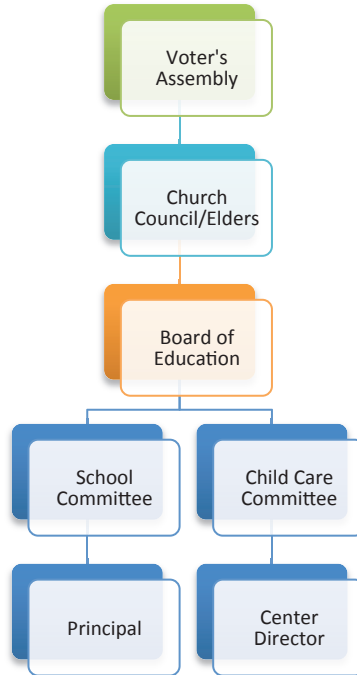 Voter's
Assembly
Church
Council/Elders
Board of
Education
School
Committee
Child Care
Committee
Principal
Center
Director